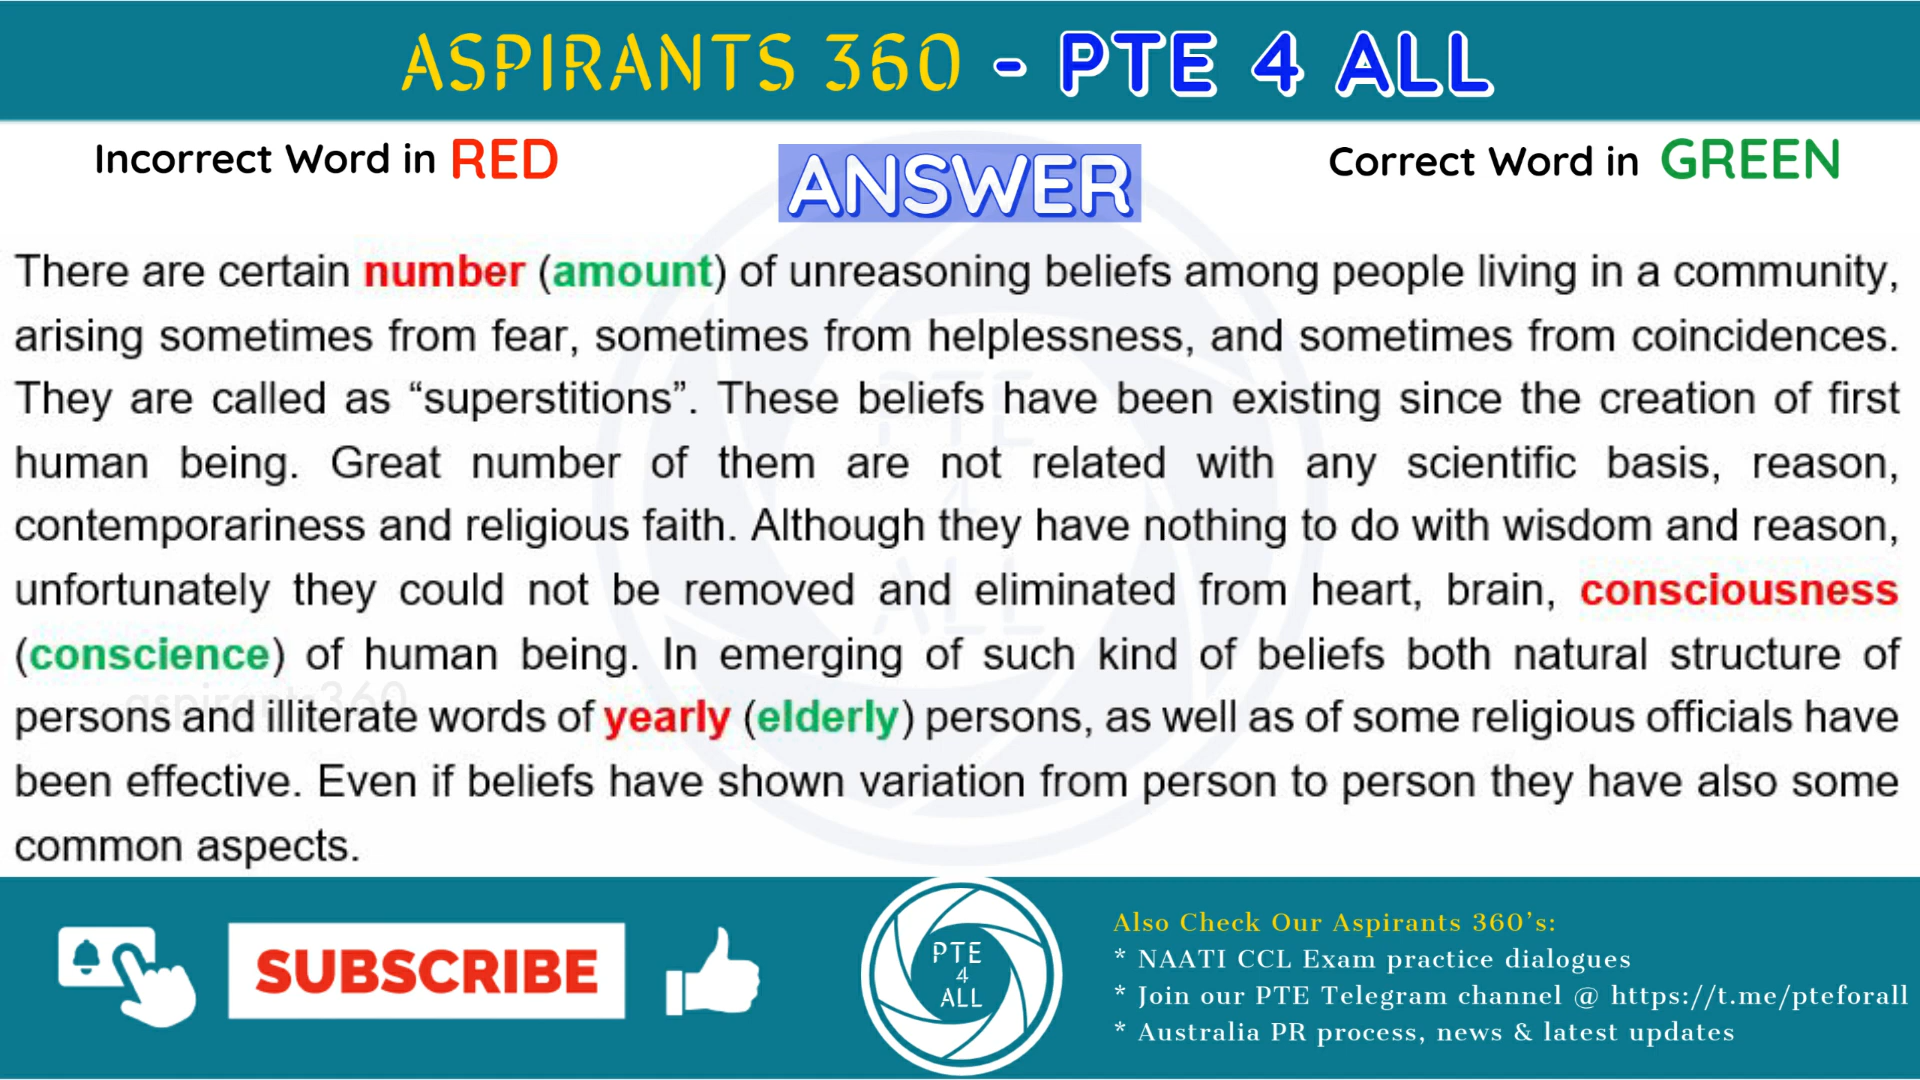 ASPIRANTS 360 - PTE 4 ALL
Incorrect Word in RED
ANSWER
Correct Word in GREEN
There are certain number (amount) of unreasoning beliefs among people living in a community,
arising sometimes from fear, sometimes from helplessness, and sometimes from coincidences.
They are called as “superstitions”. These beliefs have been existing since the creation of first
human being. Great number of them are not related with any scientific basis, reason,
contemporariness and religious faith. Although they have nothing to do with wisdom and reason,
unfortunately they could not be removed and eliminated from heart, brain, consciousness
(conscience) of human being. In emerging of such kind of beliefs both natural structure of
persons and illiterate words of yearly (elderly) persons, as well as of some religious officials have
been effective. Even if beliefs have shown variation from person to person they have also some
common aspects.
PTE
4
ALL
aspirants360
SUBSCRIBE
PTE
4
ALL
Also Check Our Aspirants 360's:
* NAATI CCL Exam practice dialogues
* Join our PTE Telegram channel @ https://t.me/pteforall
* Australia PR process, news & latest updates